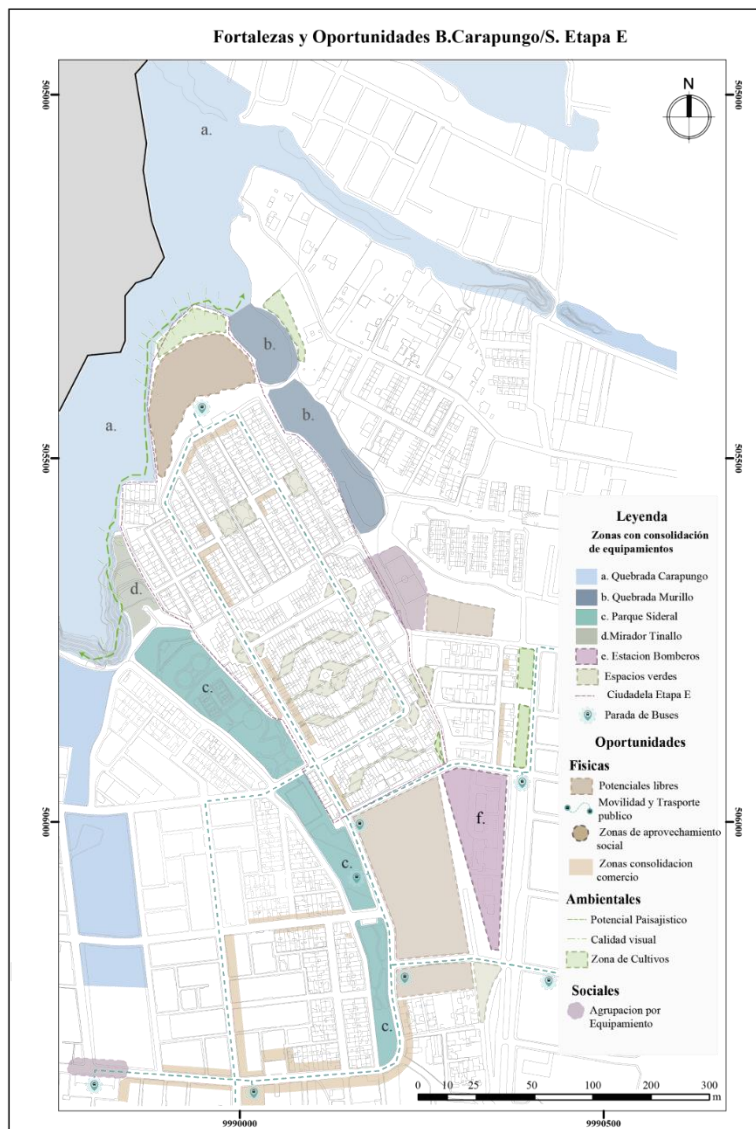 Fortalezas y Oportunidades B.Carapungo/S. Etapa E
505000
505000
N
a.
b.
a.
b.
505500
505500
d.
c.
f.
506000
506000
c.
c.
Leyenda
Zonas con consolidación
de equipamientos
a. Quebrada Carapungo
b. Quebrada Murillo
c. Parque Sideral
d.Mirador Tinallo
e. Estacion Bomberos
Espacios verdes
Ciudadela Etapa E
Parada de Buses
Oportunidades
Fisicas
Potenciales libres
Movilidad y Trasporte
publico
Zonas de aprovechamiento
social
Zonas consolidacion
comercio
Ambientales
Potencial Paisajistico
Calidad visual
Zona de Cultivos
Sociales
Agrupacion por
Equipamiento
0 10 25 50 100 200 300
m
9990000
9990500